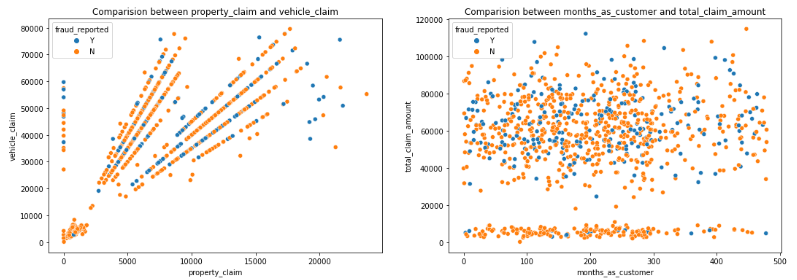 Comparision between property_claim and vehicle_claim
fraud_reported
Y
N
80000
70000
60000
50000
40000
30000
20000
10000
0
vehicle_claim
0
5000
10000
15000
20000
property_claim
Comparision between months_as_customer and total_claim_amount
fraud_reported
Y
N
120000
100000
80000
60000
40000
20000
0
total_claim_amount
0
100
200
300
400
500
months_as_customer